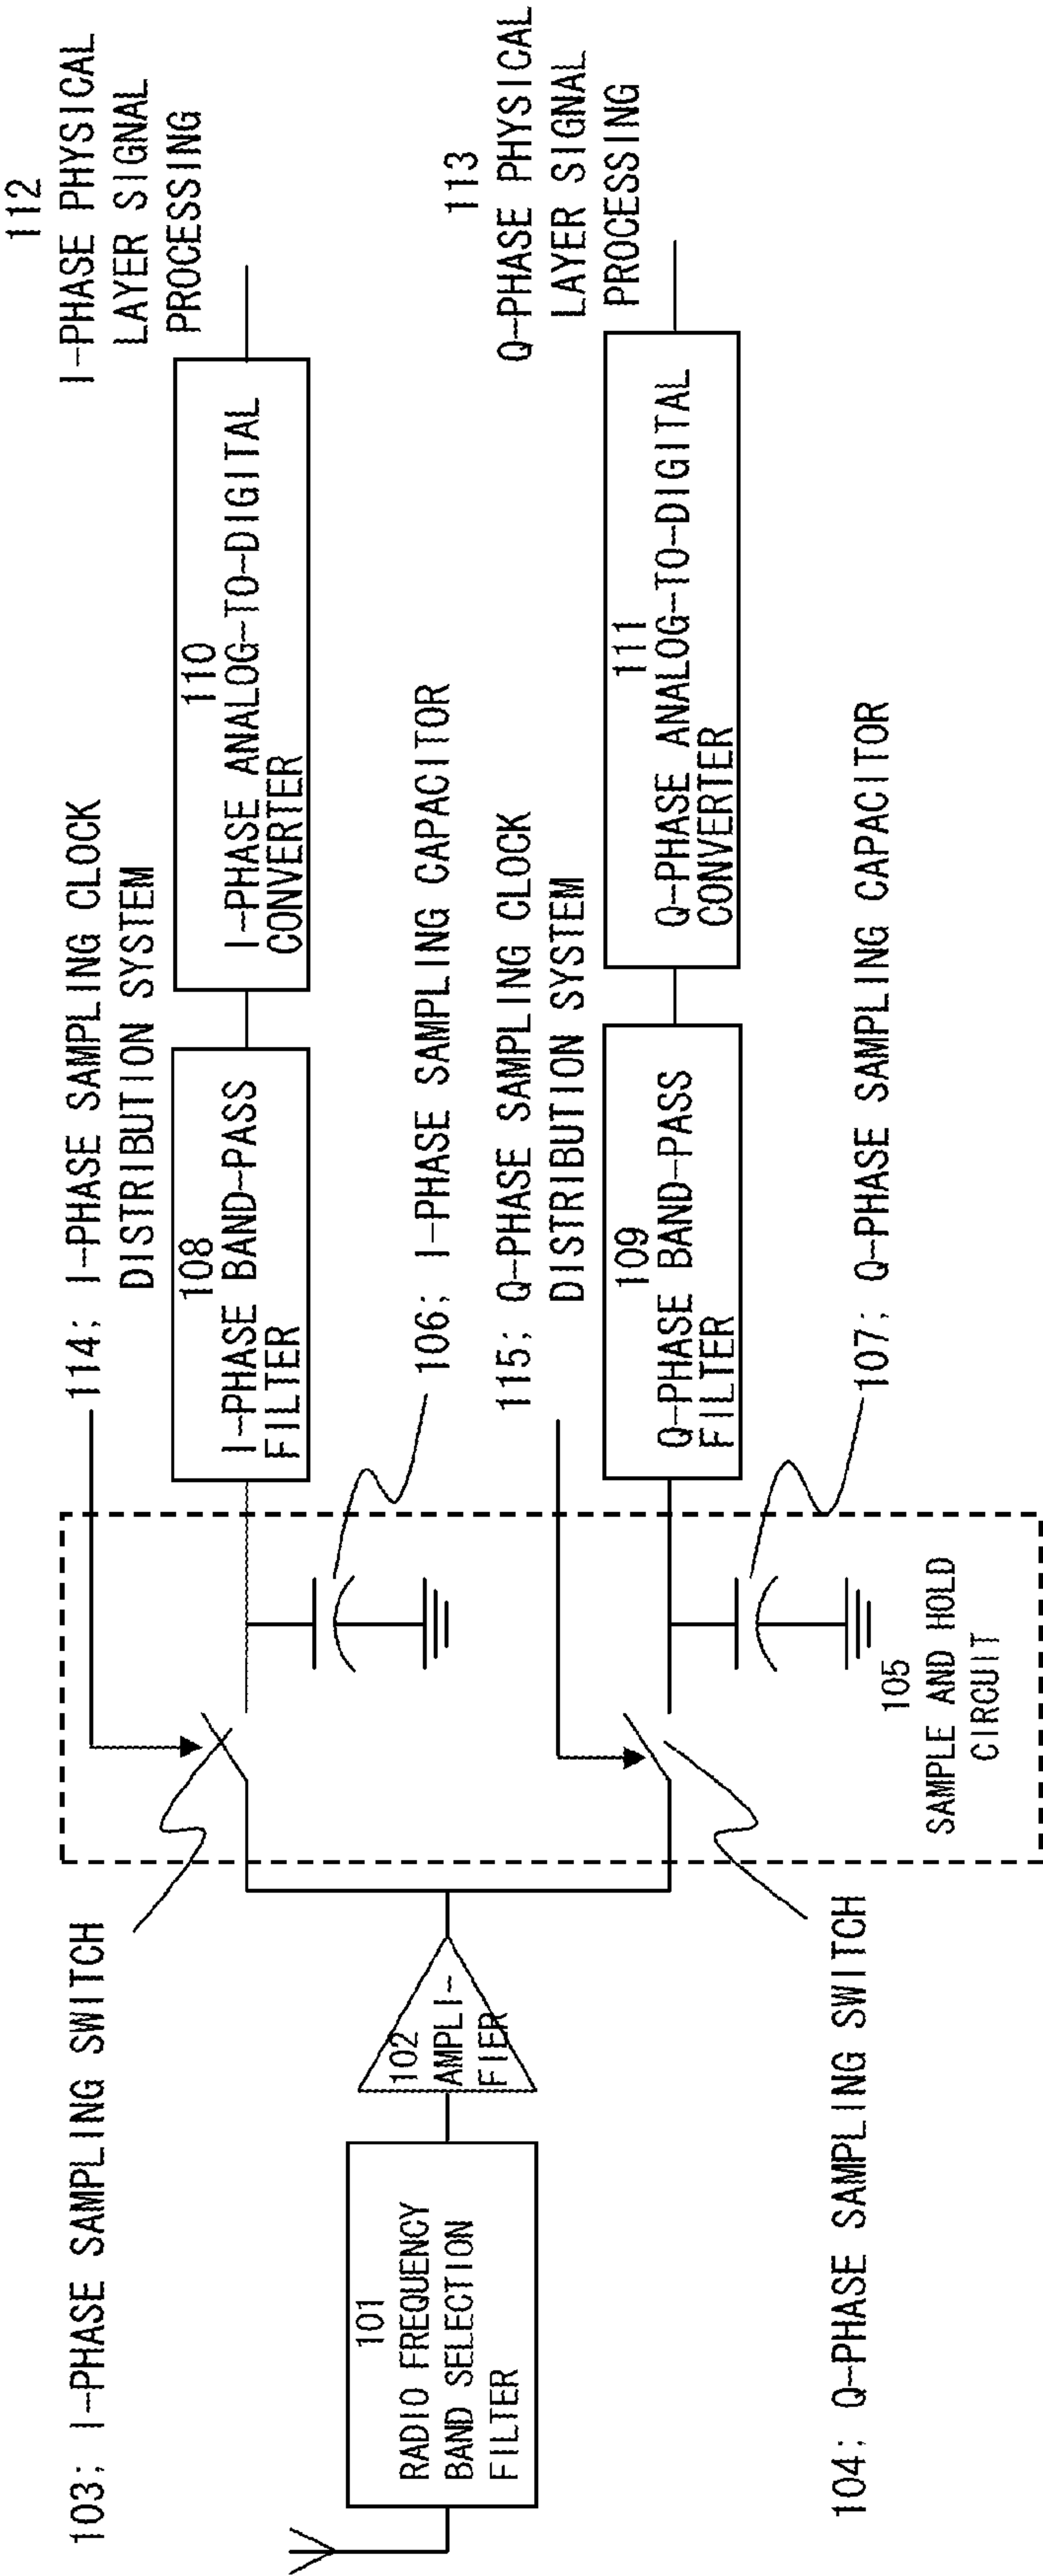 112
I-PHASE PHYSICAL
LAYER SIGNAL
PROCESSING
114; I-PHASE SAMPLING CLOCK
DISTRIBUTION SYSTEM
103; I-PHASE SAMPLING SWITCH
108
I-PHASE BAND-PASS
FILTER
110
I-PHASE ANALOG-TO-DIGITAL
CONVERTER
106; I-PHASE SAMPLING CAPACITOR
101
RADIO FREQUENCY
BAND SELECTION
FILTER
102
AMPLI-
FIER
113
Q-PHASE PHYSICAL
LAYER SIGNAL
PROCESSING
115; Q-PHASE SAMPLING CLOCK
DISTRIBUTION SYSTEM
109
Q-PHASE BAND-PASS
FILTER
111
Q-PHASE ANALOG-TO-DIGITAL
CONVERTER
104; Q-PHASE SAMPLING SWITCH
107; Q-PHASE SAMPLING CAPACITOR
105
SAMPLE AND HOLD
CIRCUIT